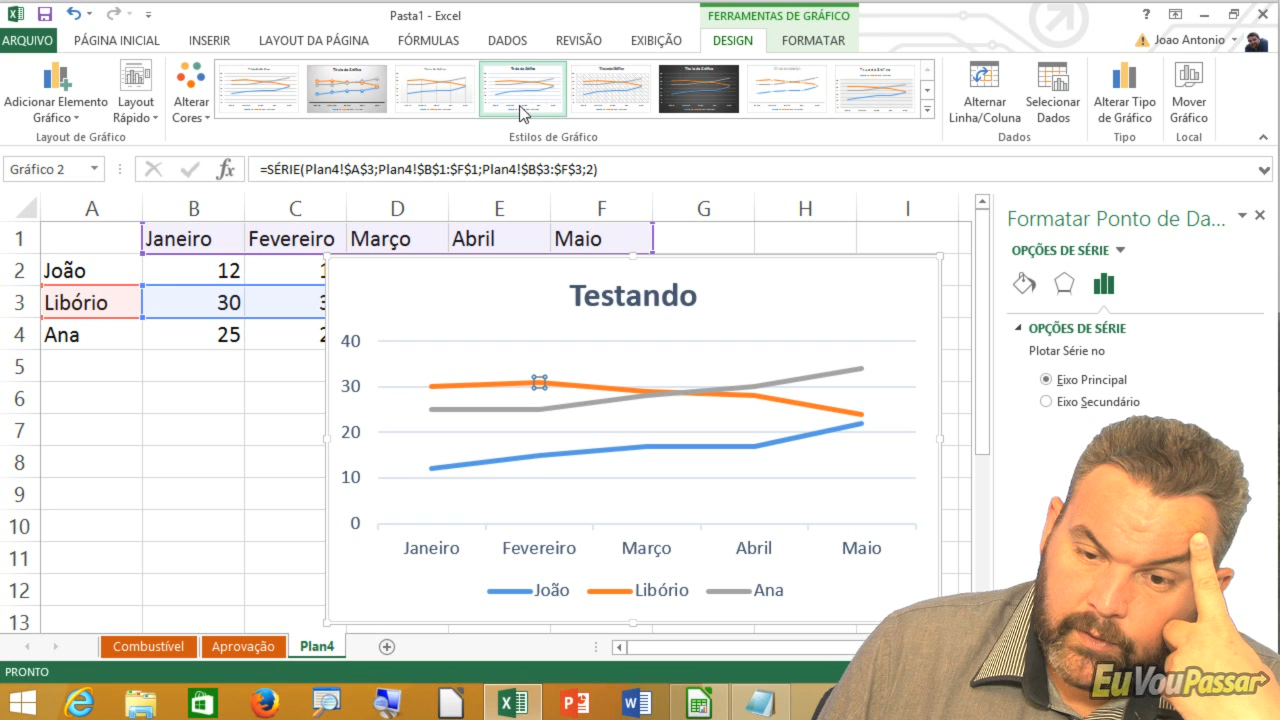 Pasta1 - Excel
FERRAMENTAS DE GRÁFICO
?
ARQUIVO PÁGINA INICIAL INSERIR LAYOUT DA PÁGINA FÓRMULAS DADOS REVISÃO EXIBIÇÃO DESIGN FORMATAR Joao Antonio
Adicionar Elemento Gráfico
Layout Rápido
Alterar Cores
Alternar Linha/Coluna
Selecionar Dados
Alterar Tipo de Gráfico
Mover Gráfico
Layout de Gráfico Estilos de Gráfico Dados Tipo Local
Gráfico 2 fx =SÉRIE(Plan4!$A$3;Plan4!$B$1:$F$1;Plan4!$B$3:$F$3;2)
A B C D E F G H I
1 Janeiro Fevereiro Março Abril Maio
2 João 12 1
3 Libório 30 3
4 Ana 25 2
5
6
7
8
9
10
11
12
13
Testando
40
30
20
10
0
Janeiro Fevereiro Março Abril Maio
João Libório Ana
Formatar Ponto de Da...
OPÇÕES DE SÉRIE
OPÇÕES DE SÉRIE
Plotar Série no
Eixo Principal
Eixo Secundário
Combustível Aprovação Plan4
PRONTO
EuVouPassar